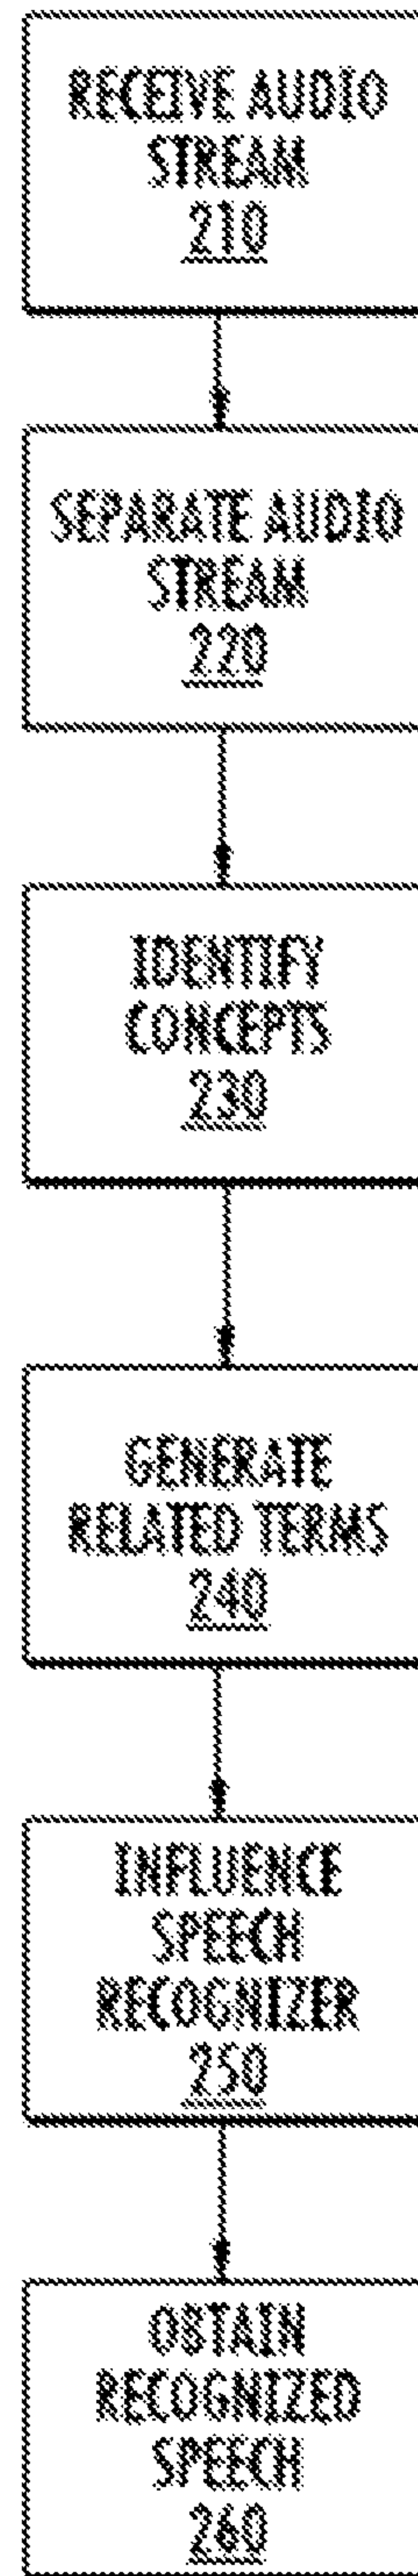 RECEIVE AUDIO
STREAM
210
SEPARATE AUDIO
STREAM
220
IDENTIFY
CONCEPTS
230
GENERATE
RELATED TERMS
240
INFLUENCE
SPEECH
RECOGNIZER
250
OBTAIN
RECOGNIZED
SPEECH
260